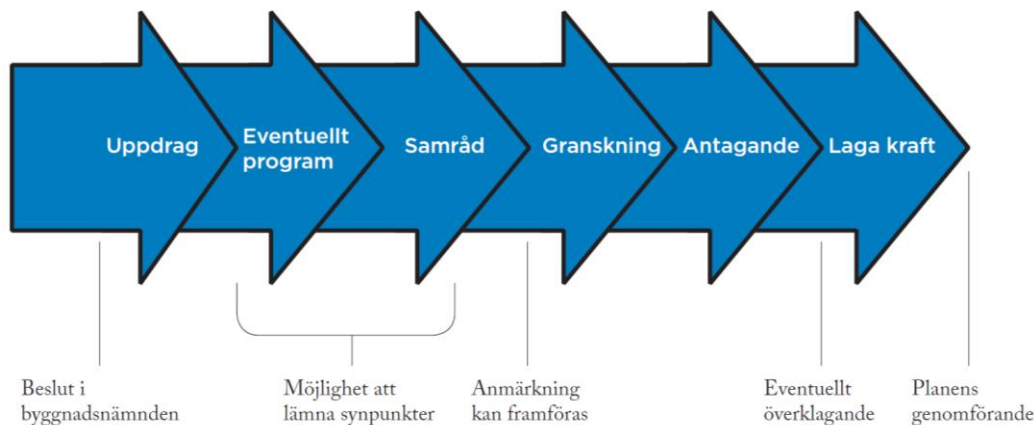 Uppdrag
Eventuellt
program
Samråd
Granskning
Antagande
Laga kraft
Beslut i
byggnadsnämnden
Möjlighet att
lämna synpunkter
Anmärkning
kan framföras
Eventuellt
överklagande
Planens
genomförande